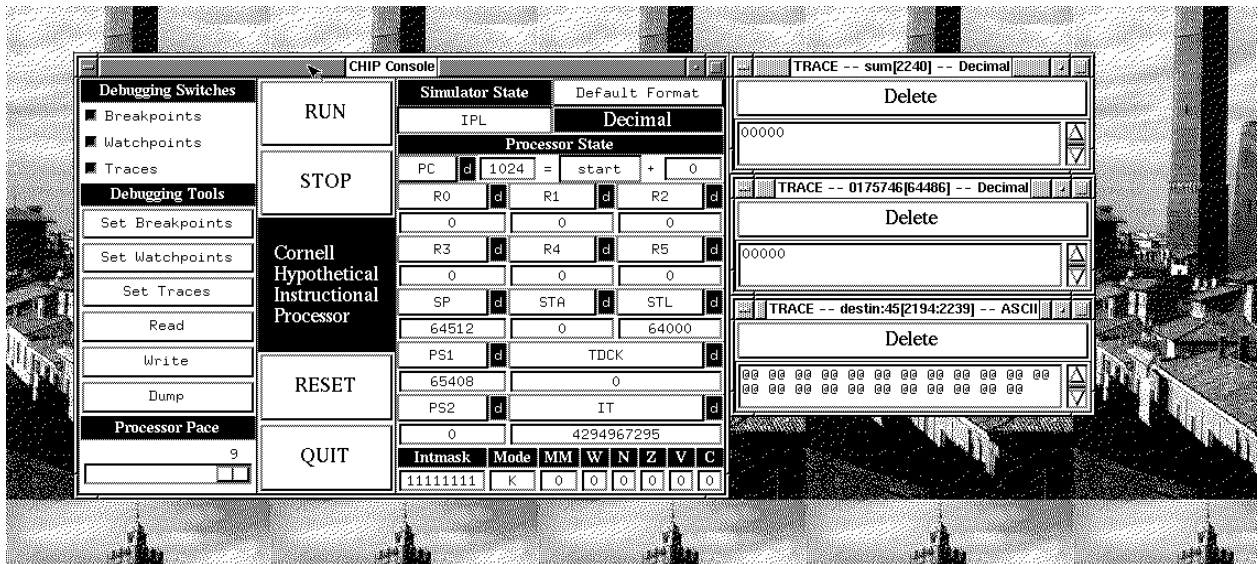 CHIP Console
Debugging Switches
Breakpoints
Watchpoints
Traces
Debugging Tools
Set Breakpoints
Set Watchpoints
Set Traces
Read
Write
Dump
Processor Pace
9
RUN
STOP
Cornell
Hypothetical
Instructional
Processor
RESET
QUIT
Simulator State Default Format
IPL Decimal
Processor State
PC d 1024 = start + 0
R0 d R1 d R2 d
0 0 0
R3 d R4 d R5 d
0 0 0
SP d STA d STL d
64512 0 64000
PS1 d TDCK d
65408 0
PS2 d IT d
0 4294967295
Intmask Mode MM W N Z V C
11111111 K 0 0 0 0 0 0
TRACE -- sum[2240] -- Decimal
Delete
00000
TRACE -- 0175746[64486] -- Decimal
Delete
00000
TRACE -- destin:45[2194:2239] -- ASCII
Delete
@@ @@ @@ @@ @@ @@ @@ @@ @@ @@ @@ @@
@@ @@ @@ @@ @@ @@ @@ @@ @@ @@ @@